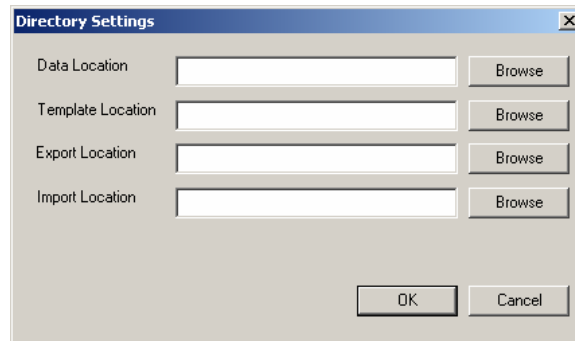 Directory Settings
Data Location Browse
Template Location Browse
Export Location Browse
Import Location Browse
OK Cancel